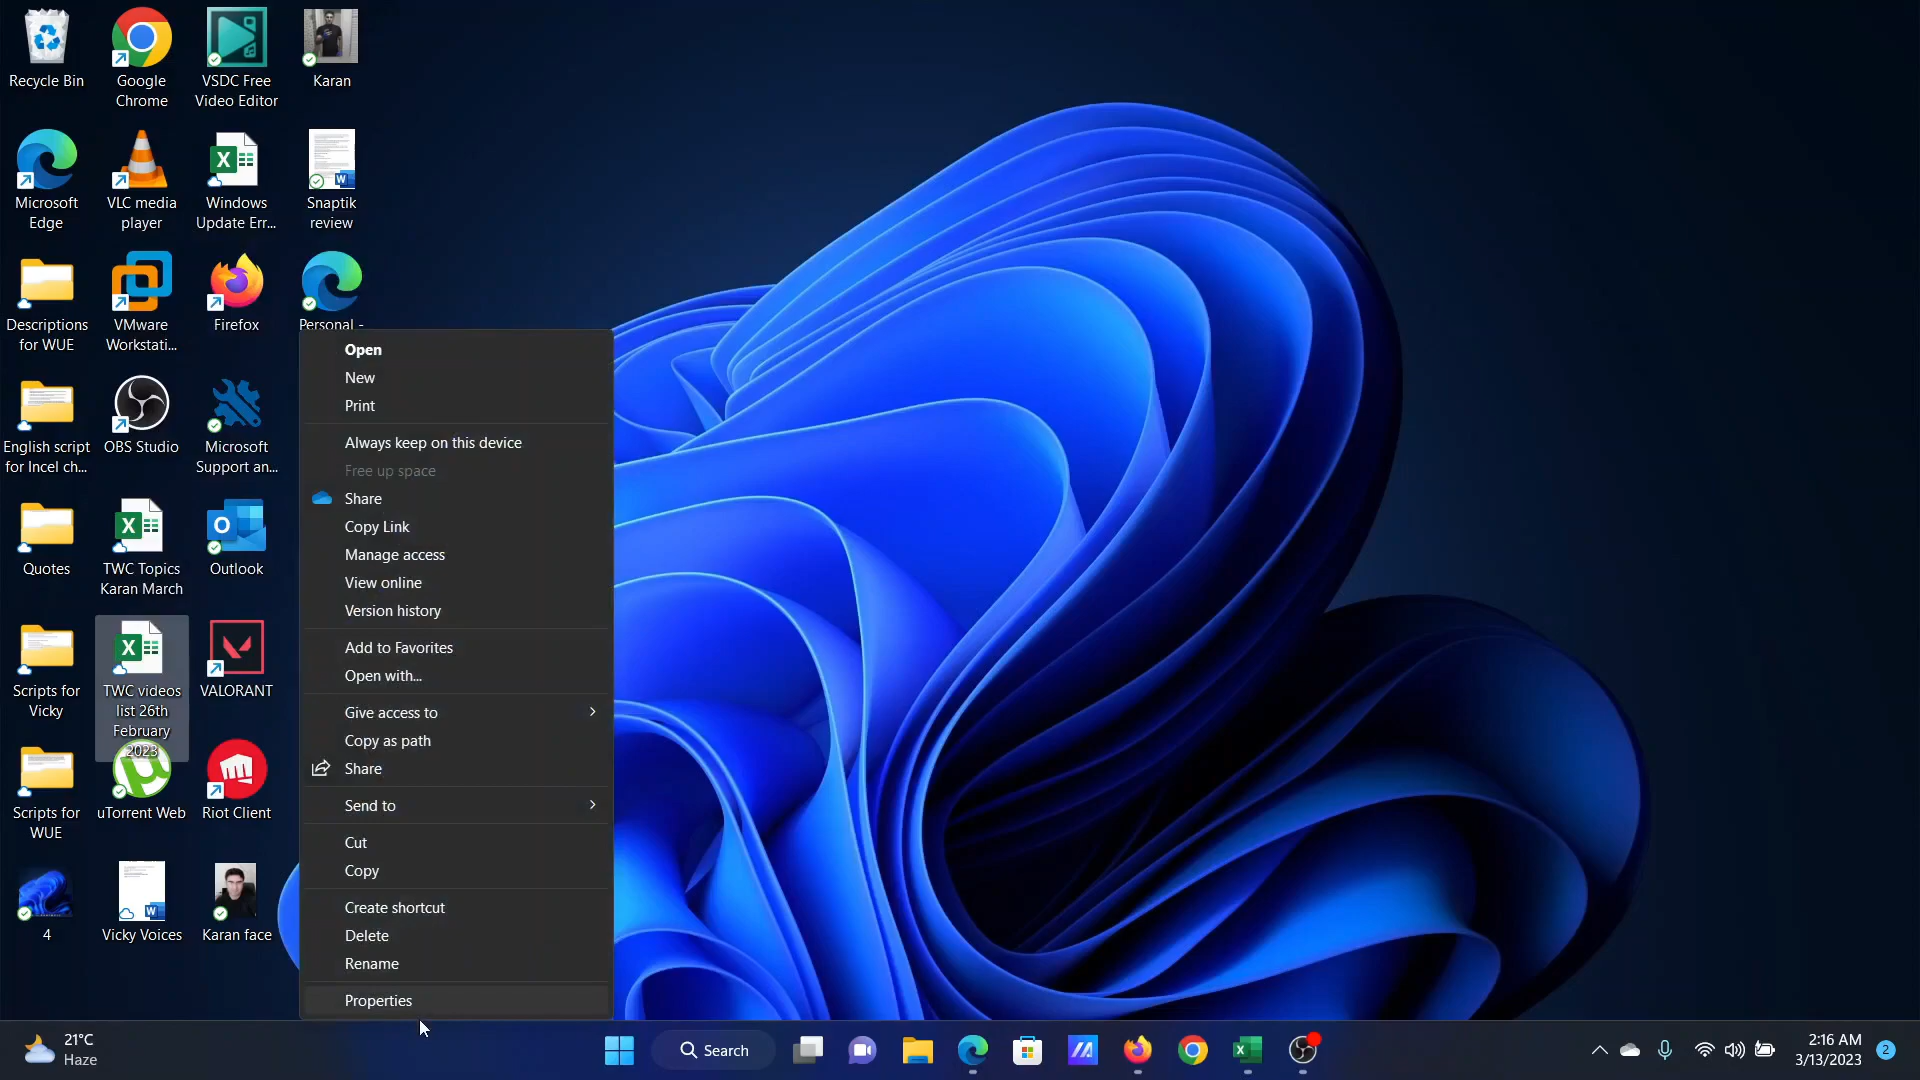 Recycle Bin
Google
Chrome
VSDC Free
Video Editor
Karan
Microsoft
Edge
VLC media
player
Windows
Update Err...
Snaptik
review
Descriptions
for WUE
VMware
Workstati...
Firefox
Personal -
English script
for Incel ch...
OBS Studio
Microsoft
Support an...
Quotes
TWC Topics
Karan March
Outlook
Scripts for
Vicky
TWC videos
list 26th
February
2023
VALORANT
Scripts for
WUE
uTorrent Web
Riot Client
4
Vicky Voices
Karan face
Open
New
Print
Always keep on this device
Free up space
Share
Copy Link
Manage access
View online
Version history
Add to Favorites
Open with...
Give access to
Copy as path
Share
Send to
Cut
Copy
Create shortcut
Delete
Rename
Properties
21°C
Haze
Search
2:16 AM
3/13/2023
2